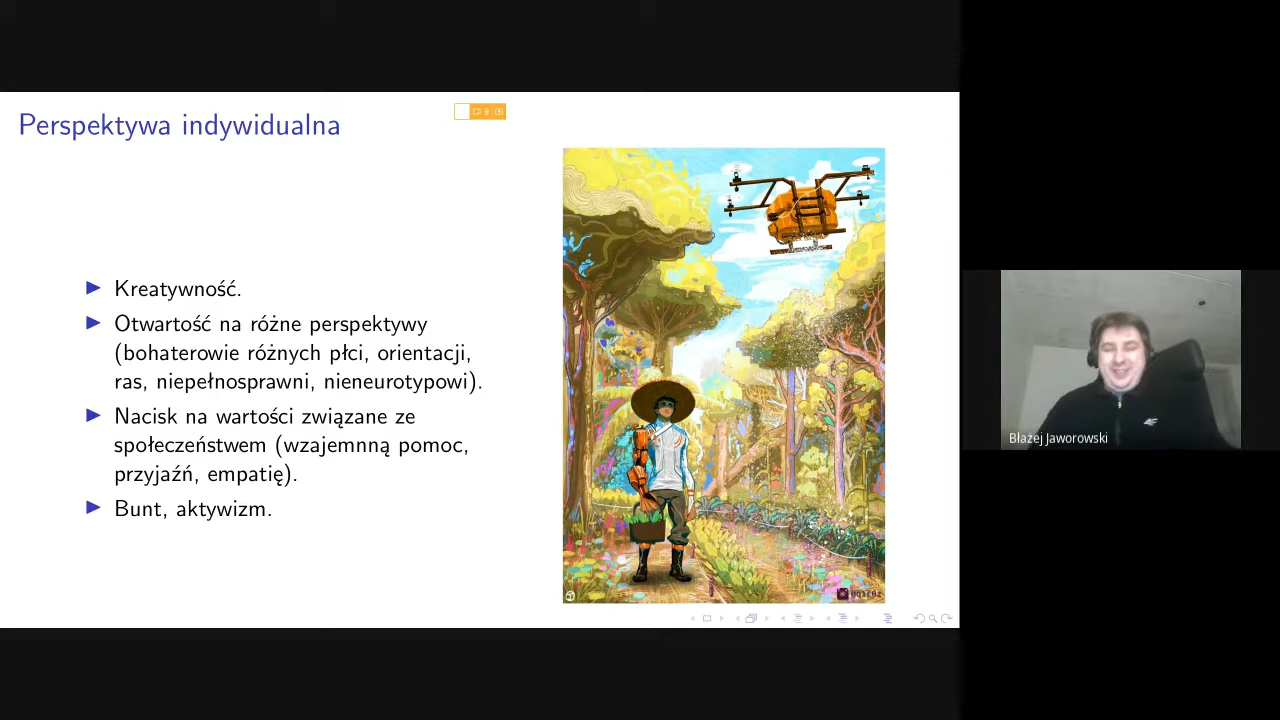 Perspektywa indywidualna
Kreatywność.
Otwartość na różne perspektywy
(bohaterowie różnych płci, orientacji,
ras, niepełnosprawni, nieneurotypowi).
Nacisk na wartości związane ze
społeczeństwem (wzajemnną pomoc,
przyjaźń, empatię).
Bunt, aktywizm.
Błażej Jaworowski